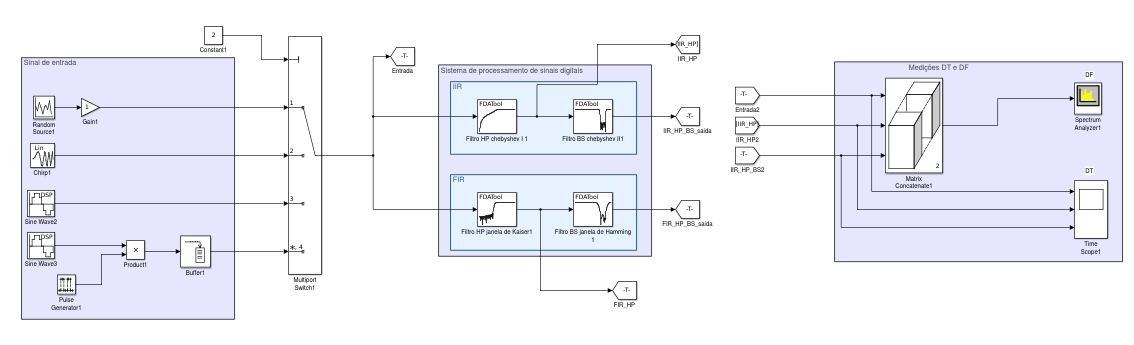 2
Constant1
Sinal de entrada
Random
Source1
1
Gain1
Lin
Chirp1
DSP
Sine Wave2
DSP
Sine Wave3
×
Product1
Buffer1
Pulse
Generator1
1
2
3
*, 4
Multiport
Switch1
-T-
Entrada
Sistema de processamento de sinais digitais
IIR
FDATool
Filtro HP chebyshev I 1
FDATool
Filtro BS chebyshev II1
FIR
FDATool
Filtro HP janela de Kaiser1
FDATool
Filtro BS janela de Hamming
1
[IIR_HP]
IIR_HP
-T-
IIR_HP_BS_saída
-T-
FIR_HP_BS_saída
-T-
FIR_HP
Medições DT e DF
-T-
Entrada2
[IIR_HP]
IIR_HP2
-T-
IIR_HP_BS2
2
Matrix
Concatenate1
DF
Spectrum
Analyzer1
DT
Time
Scope1